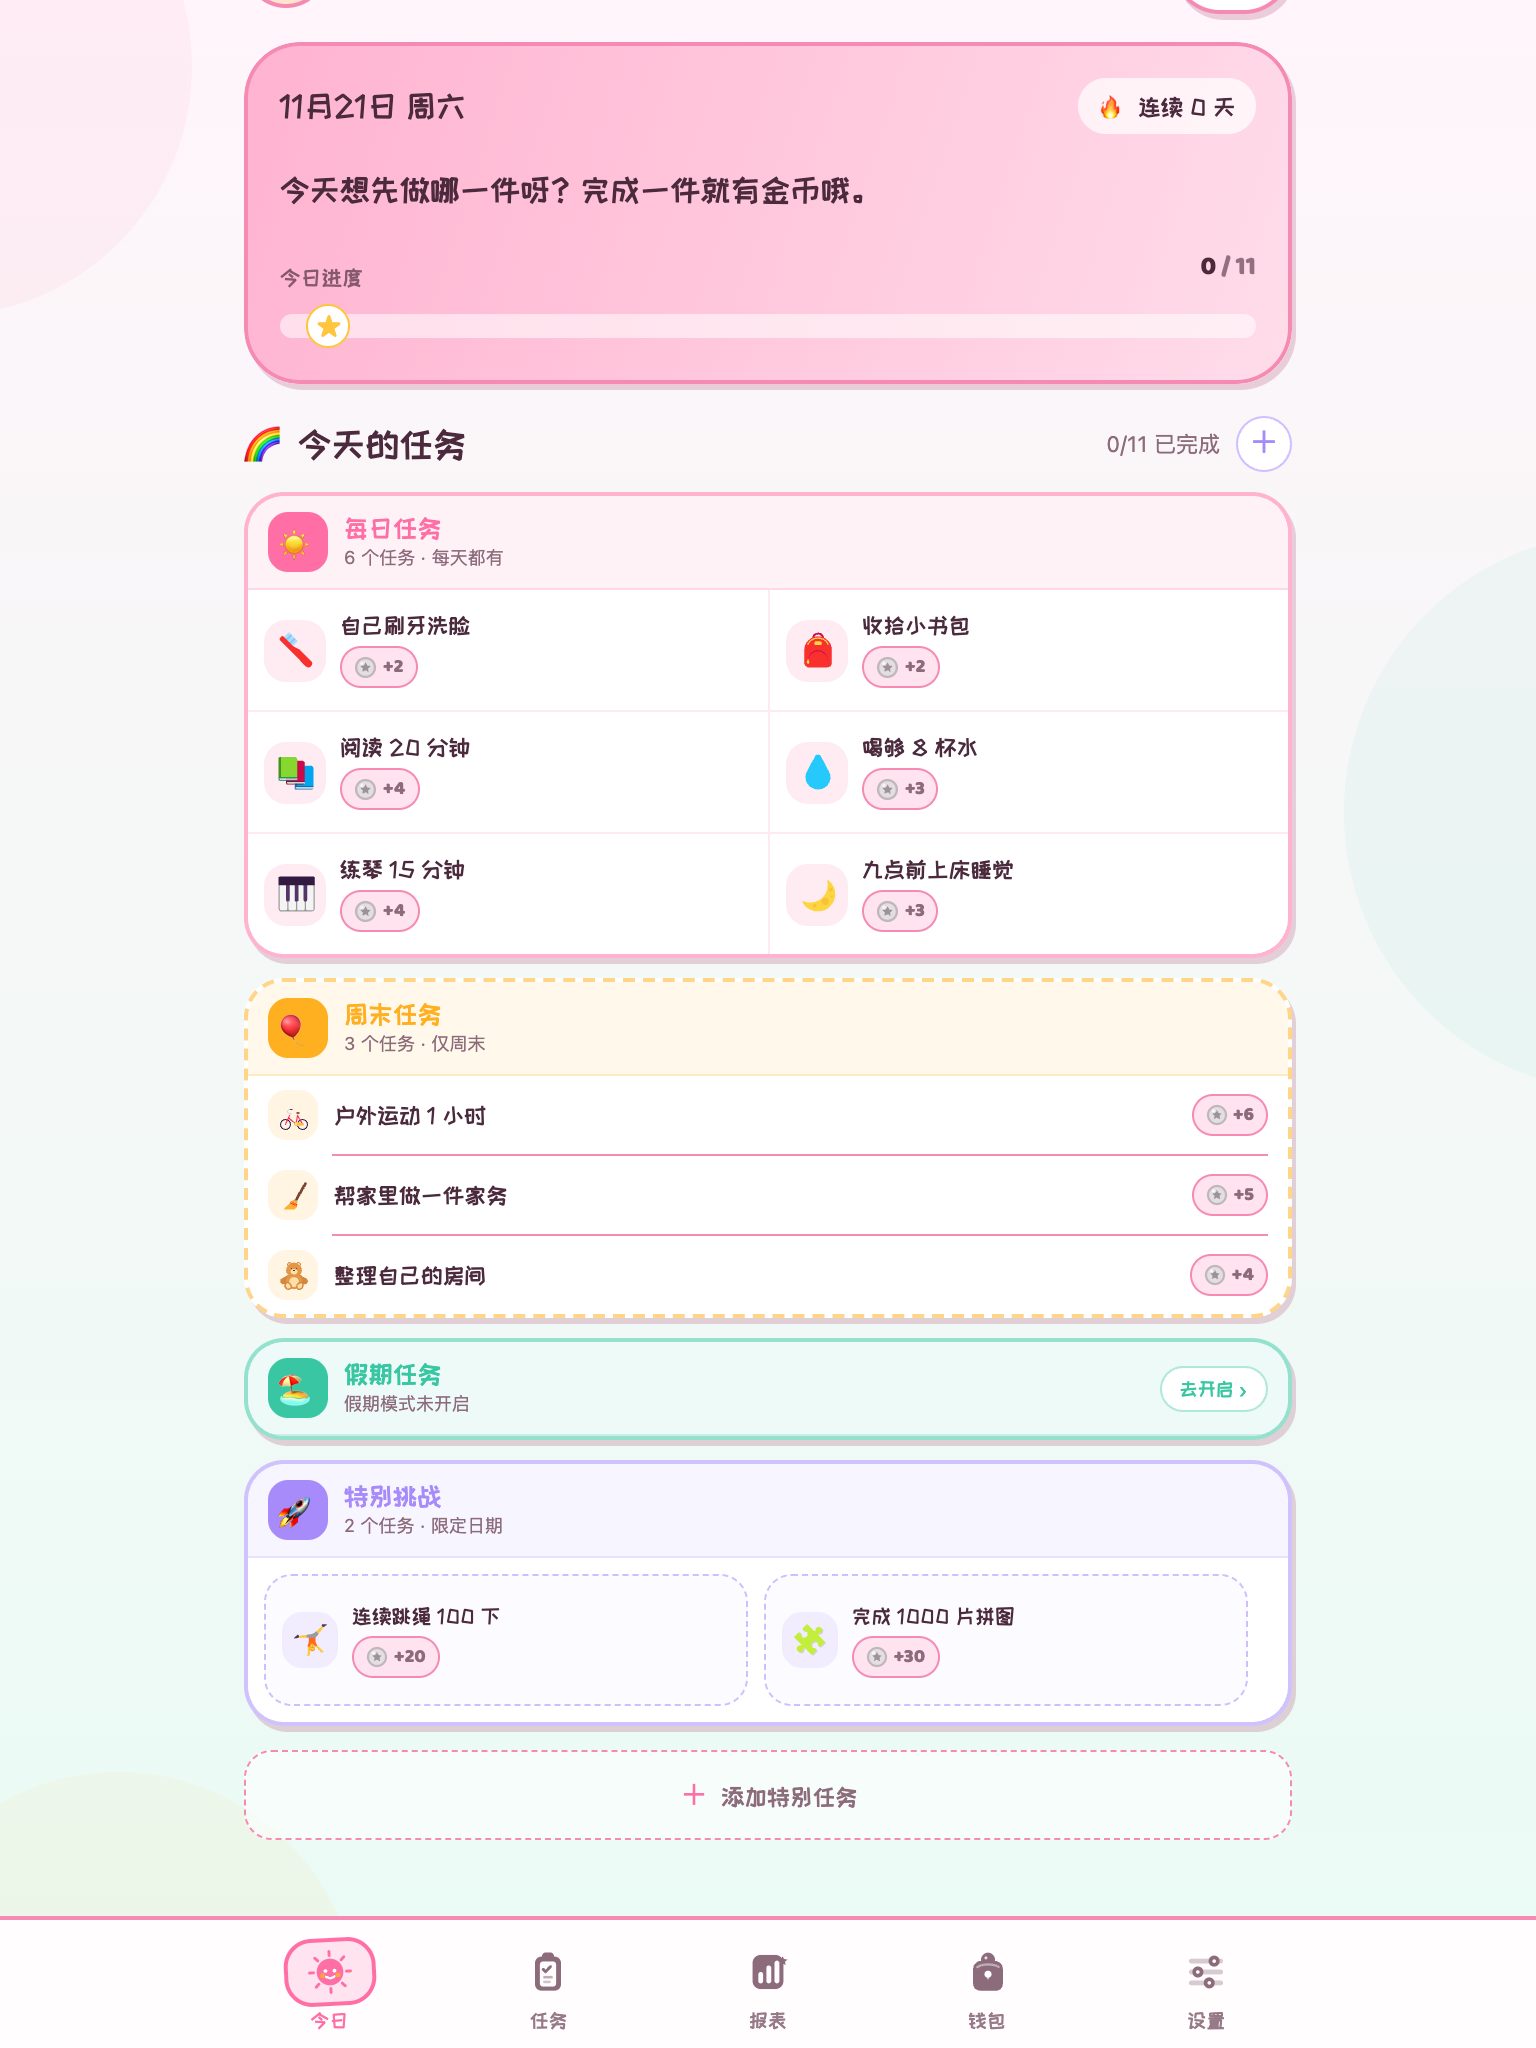 11月21日 周六
连续 0 天
今天想先做哪一件呀？完成一件就有金币哦。
今日进度
0 / 11
今天的任务
0/11 已完成
每日任务
6 个任务 · 每天都有
自己刷牙洗脸
+2
收拾小书包
+2
阅读 20 分钟
+4
喝够 8 杯水
+3
练琴 15 分钟
+4
九点前上床睡觉
+3
周末任务
3 个任务 · 仅周末
户外运动 1 小时
+6
帮家里做一件家务
+5
整理自己的房间
+4
假期任务
假期模式未开启
去开启 ›
特别挑战
2 个任务 · 限定日期
连续跳绳 100 下
+20
完成 1000 片拼图
+30
+ 添加特别任务
今日
任务
报表
钱包
设置